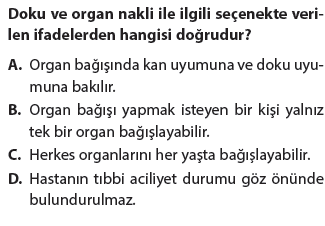 Doku ve organ nakli ile ilgili seçenekte veri-
len ifadelerden hangisi doğrudur?
A. Organ bağışında kan uyumuna ve doku uyu-
muna bakılır.
B. Organ bağışı yapmak isteyen bir kişi yalnız
tek bir organ bağışlayabilir.
C. Herkes organlarını her yaşta bağışlayabilir.
D. Hastanın tıbbi aciliyet durumu göz önünde
bulundurulmaz.